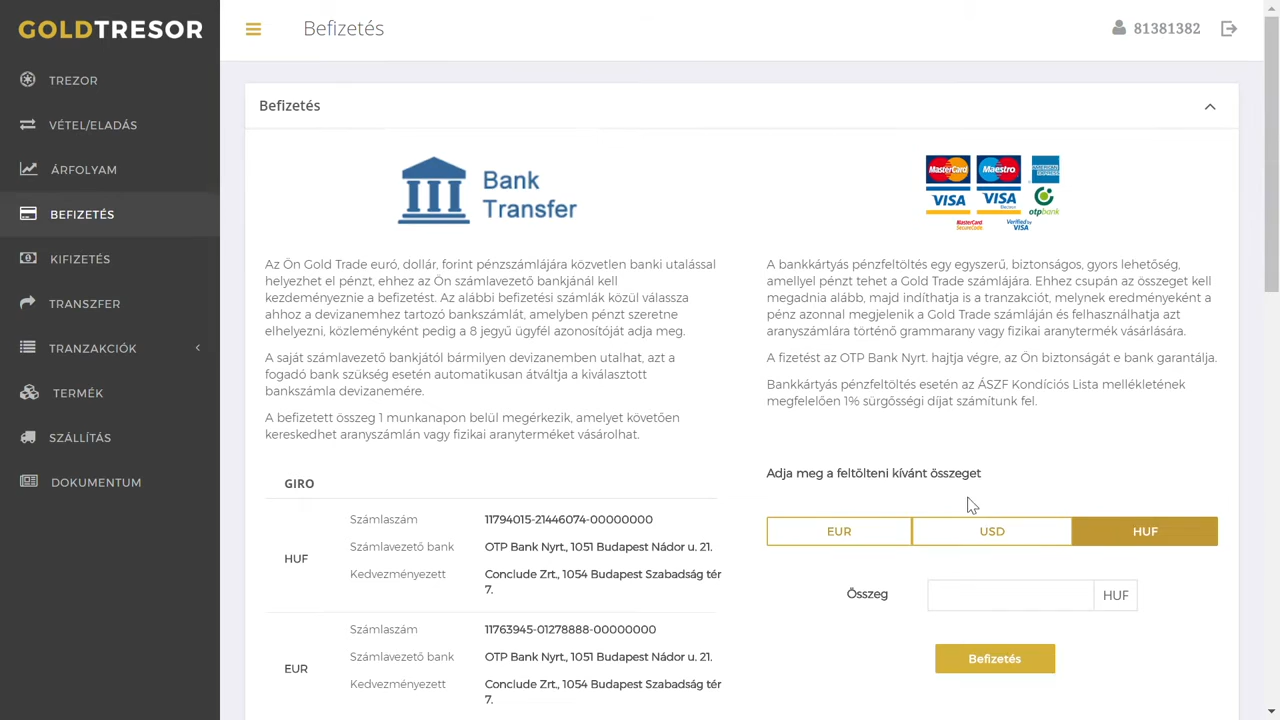 GOLDTRESOR
Befizetés
81381382
TREZOR
VÉTEL/ELADÁS
ÁRFOLYAM
BEFIZETÉS
KIFIZETÉS
TRANSZFER
TRANZAKCIÓK
TERMÉK
SZÁLLÍTÁS
DOKUMENTUM
Befizetés
Bank
Transfer
Az Ön Gold Trade euró, dollár, forint pénzszámlájára közvetlen banki utalással
helyezhet el pénzt, ehhez az Ön számlavezető bankjánál kell
kezdeményeznie a befizetést. Az alábbi befizetési számlák közül válassza
ahhoz a devizanemhez tartozó bankszámlát, amelyben pénzt szeretne
elhelyezni, közleményként pedig a 8 jegyű ügyfél azonosítóját adja meg.
A saját számlavezető bankjától bármilyen devizanemben utalhat, azt a
fogadó bank szükség esetén automatikusan átváltja a kiválasztott
bankszámla devizanemére.
A befizetett összeg 1 munkanapon belül megérkezik, amelyet követően
kereskedhet aranyszámlán vagy fizikai aranyterméket vásárolhat.
GIRO
HUF
Számlaszám 11794015-21446074-00000000
Számlavezető bank OTP Bank Nyrt., 1051 Budapest Nádor u. 21.
Kedvezményezett Conclude Zrt., 1054 Budapest Szabadság tér
7.
EUR
Számlaszám 11763945-01278888-00000000
Számlavezető bank OTP Bank Nyrt., 1051 Budapest Nádor u. 21.
Kedvezményezett Conclude Zrt., 1054 Budapest Szabadság tér
7.
MasterCard Maestro AMERICAN EXPRESS
VISA VISA Electron otpbank
MasterCard SecureCode Verified by VISA
A bankkártyás pénzfeltöltés egy egyszerű, biztonságos, gyors lehetőség,
amellyel pénzt tehet a Gold Trade számlájára. Ehhez csupán az összeget kell
megadnia alább, majd indíthatja is a tranzakciót, melynek eredményeként a
pénz azonnal megjelenik a Gold Trade számláján és felhasználhatja azt
aranyszámlára történő grammarany vagy fizikai aranytermék vásárlására.
A fizetést az OTP Bank Nyrt. hajtja végre, az Ön biztonságát e bank garantálja.
Bankkártyás pénzfeltöltés esetén az ÁSZF Kondíciós Lista mellékletének
megfelelően 1% sürgősségi díjat számítunk fel.
Adja meg a feltölteni kívánt összeget
EUR USD HUF
Összeg HUF
Befizetés